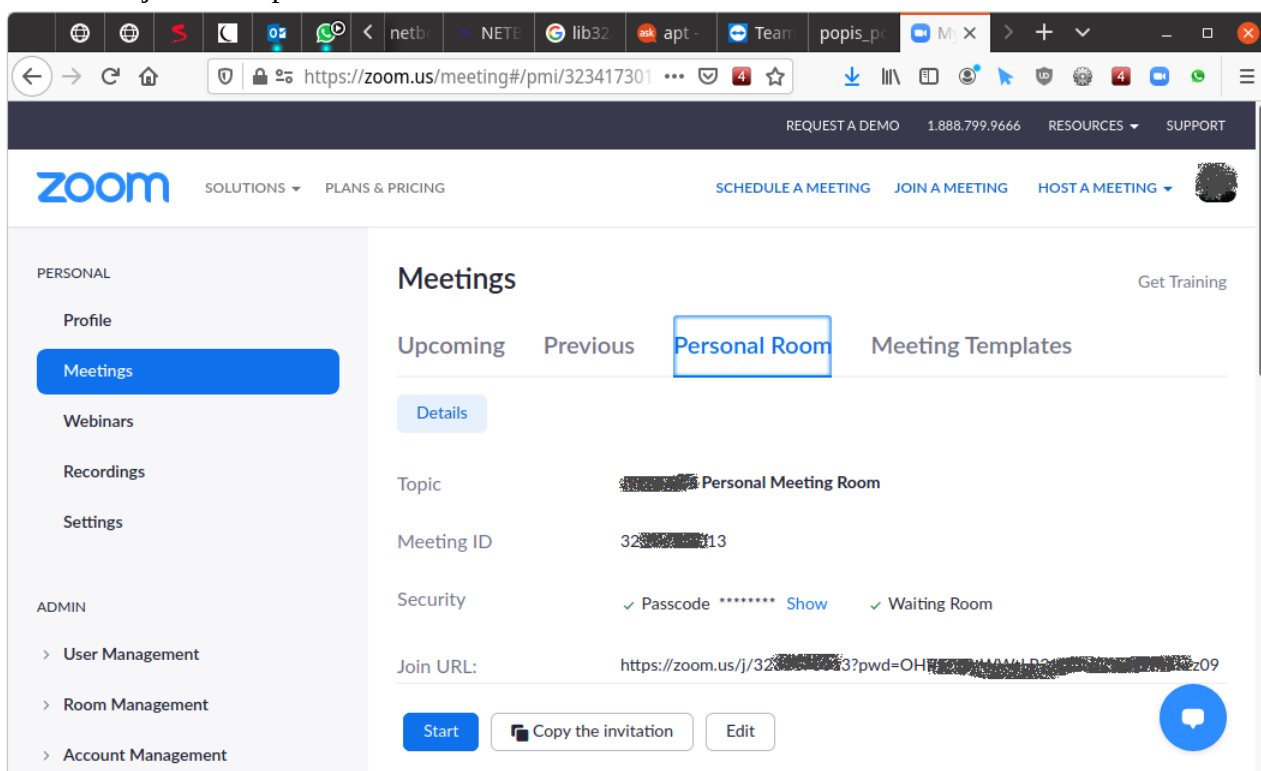 netb NETB lib32 ask apt - Team popis_po My
https://zoom.us/meeting#/pmi/323417301 4 4
REQUEST A DEMO 1.888.799.9666 RESOURCES SUPPORT
zoom SOLUTIONS PLANS & PRICING SCHEDULE A MEETING JOIN A MEETING HOST A MEETING
PERSONAL
Profile
Meetings
Webinars
Recordings
Settings
ADMIN
User Management
Room Management
Account Management
Meetings Get Training
Upcoming Previous Personal Room Meeting Templates
Details
Topic Personal Meeting Room
Meeting ID 32 13
Security Passcode ******** Show Waiting Room
Join URL: https://zoom.us/j/32 3?pwd=OH z09
Start Copy the invitation Edit